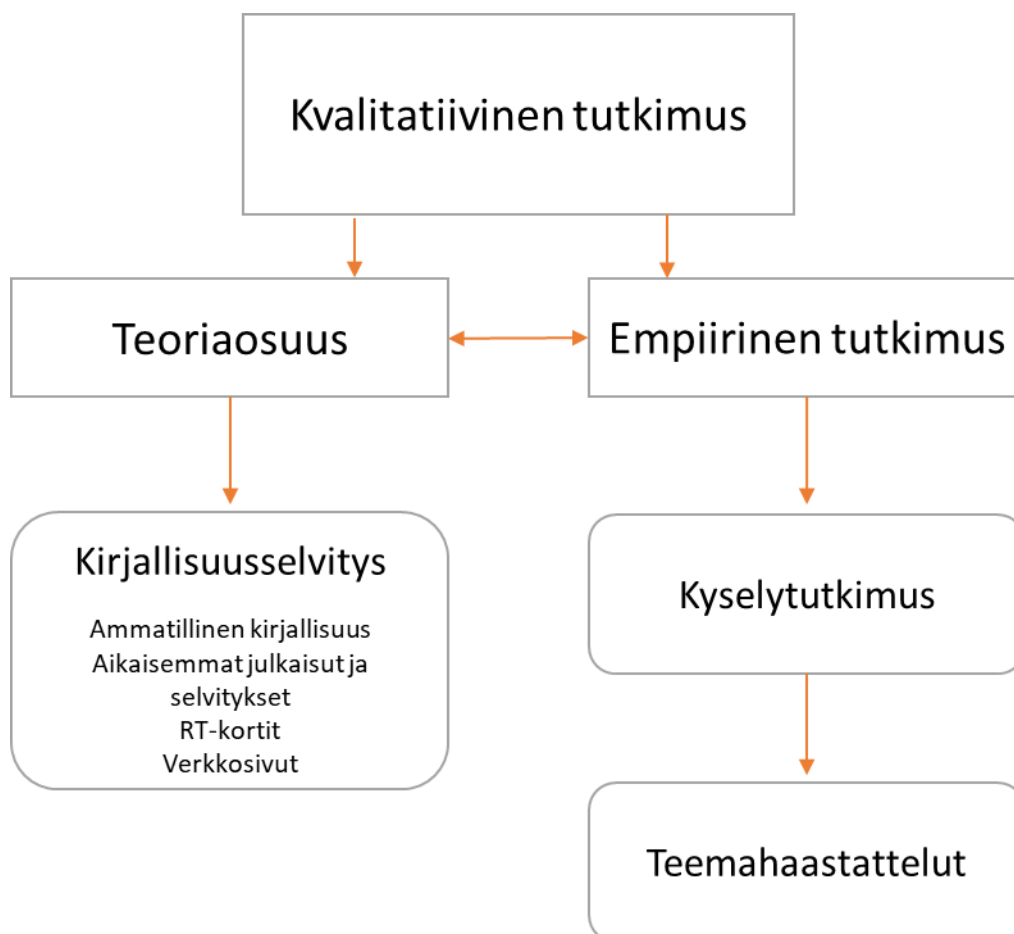 Kvalitatiivinen tutkimus
Teoriaosuus
Empiirinen tutkimus
Kirjallisuusselvitys
Ammatillinen kirjallisuus
Aikaisemmat julkaisut ja
selvitykset
RT-kortit
Verkkosivut
Kyselytutkimus
Teemahaastattelut